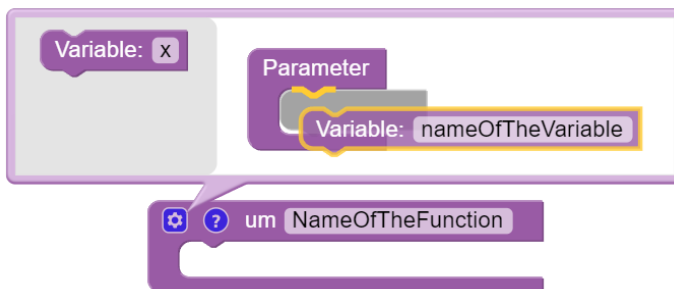 Variable: x
Parameter
Variable: nameOfTheVariable
? um NameOfTheFunction